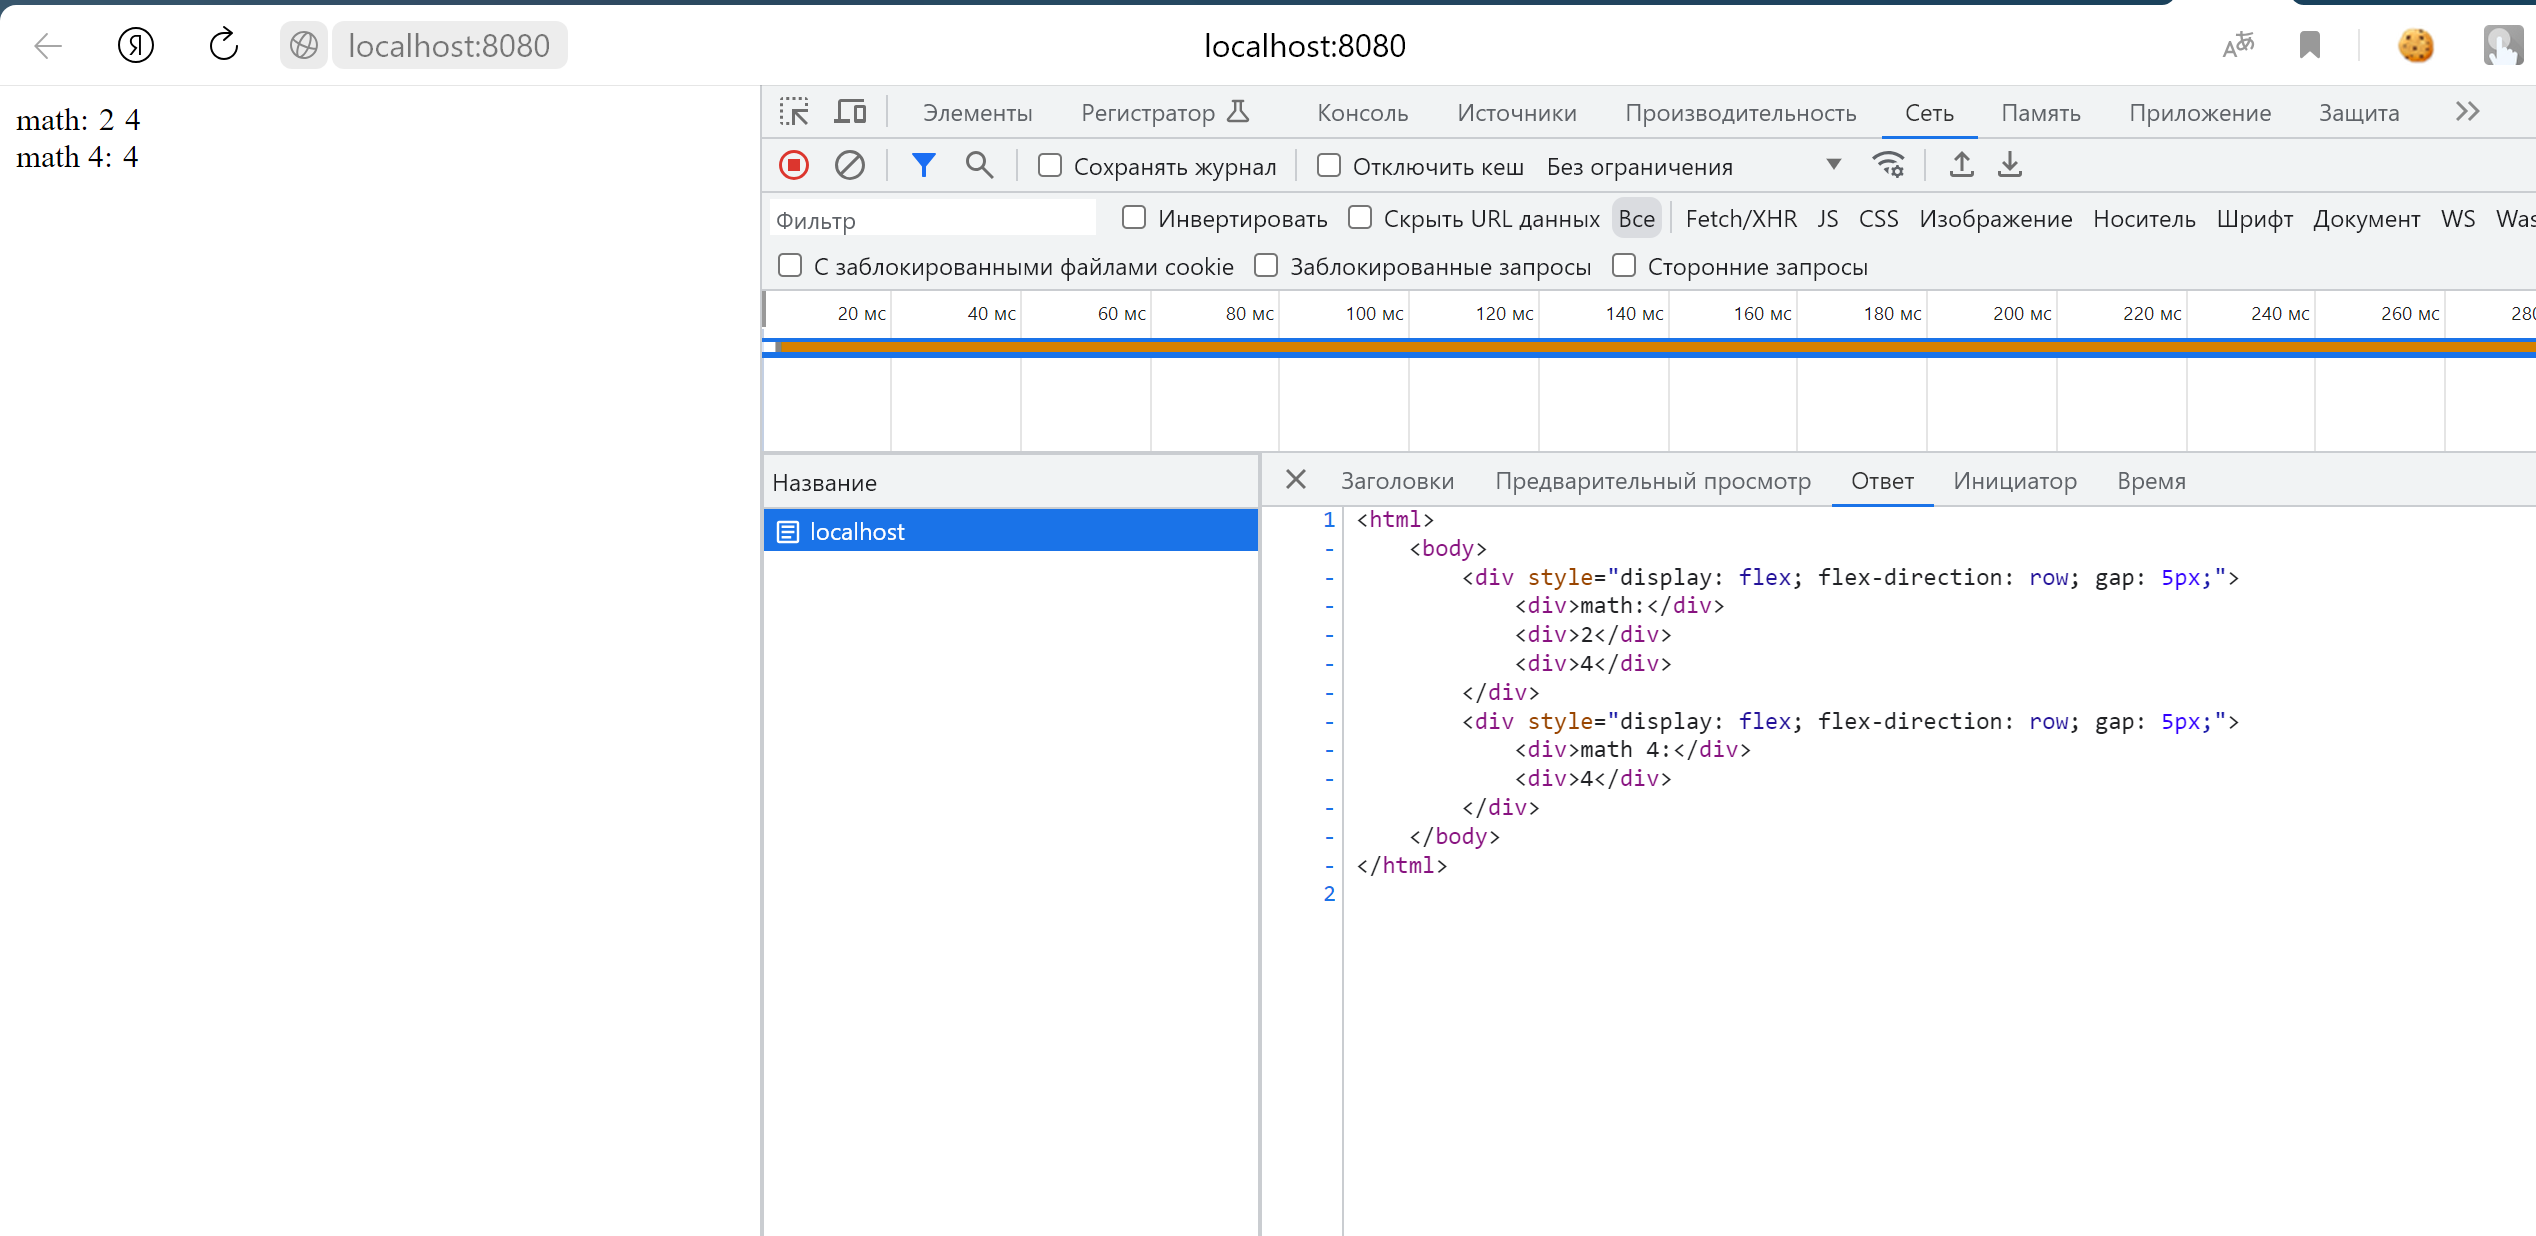 localhost:8080 localhost:8080
math: 2 4
math 4: 4
Элементы Регистратор Консоль Источники Производительность Сеть Память Приложение Защита
Сохранять журнал Отключить кеш Без ограничения
Фильтр Инвертировать Скрыть URL данных Все Fetch/XHR JS CSS Изображение Носитель Шрифт Документ WS Was
С заблокированными файлами cookie Заблокированные запросы Сторонние запросы
20 мс 40 мс 60 мс 80 мс 100 мс 120 мс 140 мс 160 мс 180 мс 200 мс 220 мс 240 мс 260 мс 280
Название
localhost
Заголовки Предварительный просмотр Ответ Инициатор Время
1 <html>
- <body>
- <div style="display: flex; flex-direction: row; gap: 5px;">
- <div>math:</div>
- <div>2</div>
- <div>4</div>
- </div>
- <div style="display: flex; flex-direction: row; gap: 5px;">
- <div>math 4:</div>
- <div>4</div>
- </div>
- </body>
- </html>
2